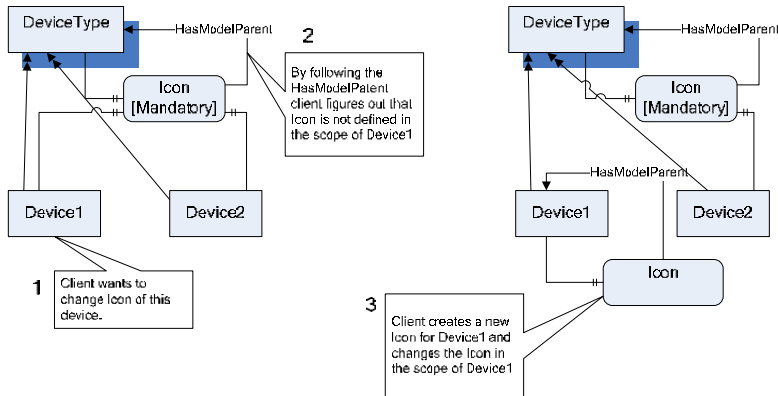 DeviceType
HasModelParent
2
By following the
HasModelParent
client figures out that
Icon is not defined in
the scope of Device1
Icon
[Mandatory]
Device1
Device2
1
Client wants to
change Icon of this
device.
DeviceType
HasModelParent
Icon
[Mandatory]
HasModelParent
Device1
Device2
Icon
3
Client creates a new
Icon for Device1 and
changes the Icon in
the scope of Device1